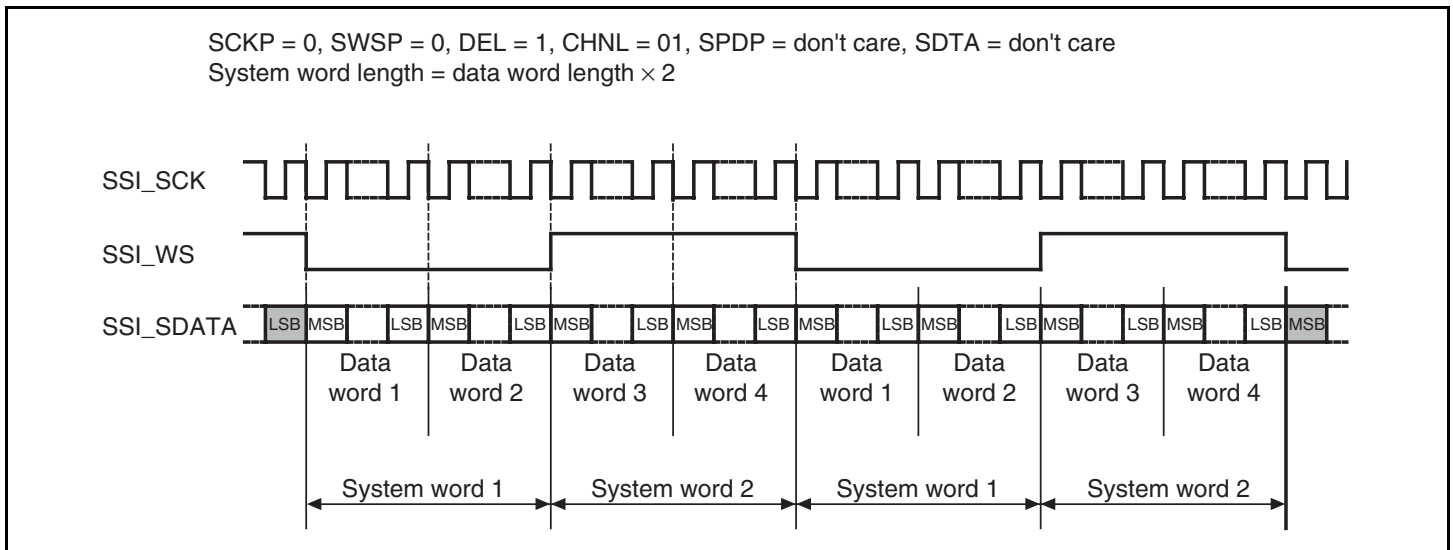 SCKP = 0, SWSP = 0, DEL = 1, CHNL = 01, SPDP = don't care, SDTA = don't care
System word length = data word length × 2
SSI_SCK
SSI_WS
SSI_SDATA
LSB MSB LSB MSB LSB MSB LSB MSB LSB MSB LSB MSB LSB MSB LSB MSB LSB MSB
Data Data Data Data Data Data Data Data
word 1 word 2 word 3 word 4 word 1 word 2 word 3 word 4
System word 1 System word 2 System word 1 System word 2